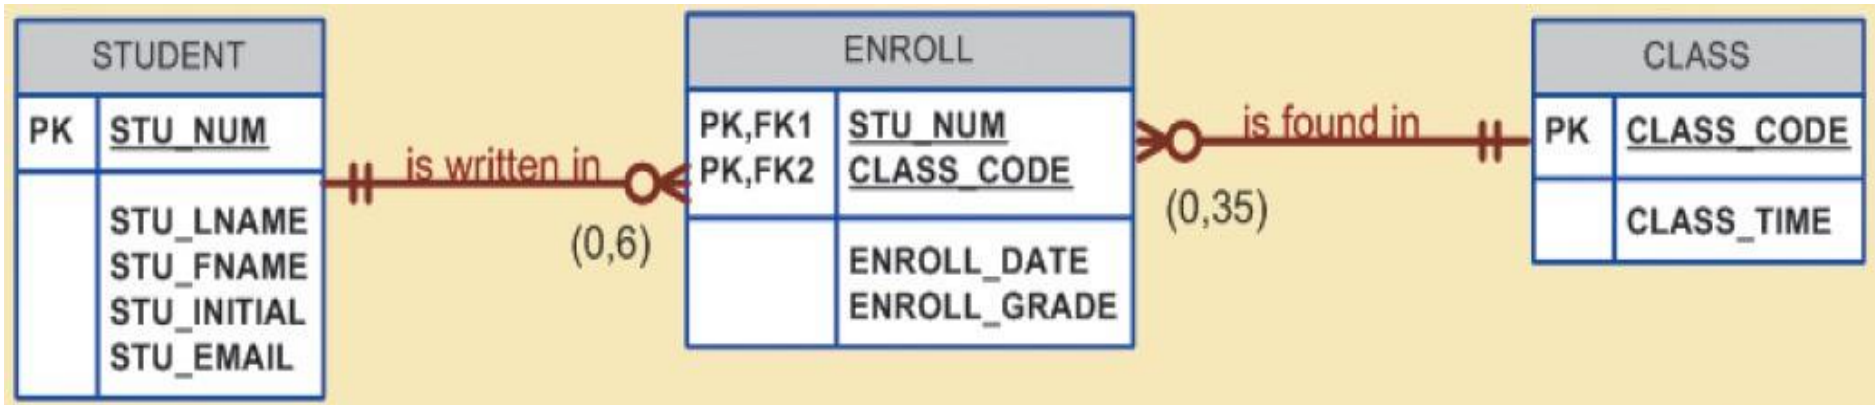 STUDENT
PK STU_NUM
STU_LNAME
STU_FNAME
STU_INITIAL
STU_EMAIL
is written in
(0,6)
ENROLL
PK,FK1 STU_NUM
PK,FK2 CLASS_CODE
ENROLL_DATE
ENROLL_GRADE
is found in
(0,35)
CLASS
PK CLASS_CODE
CLASS_TIME